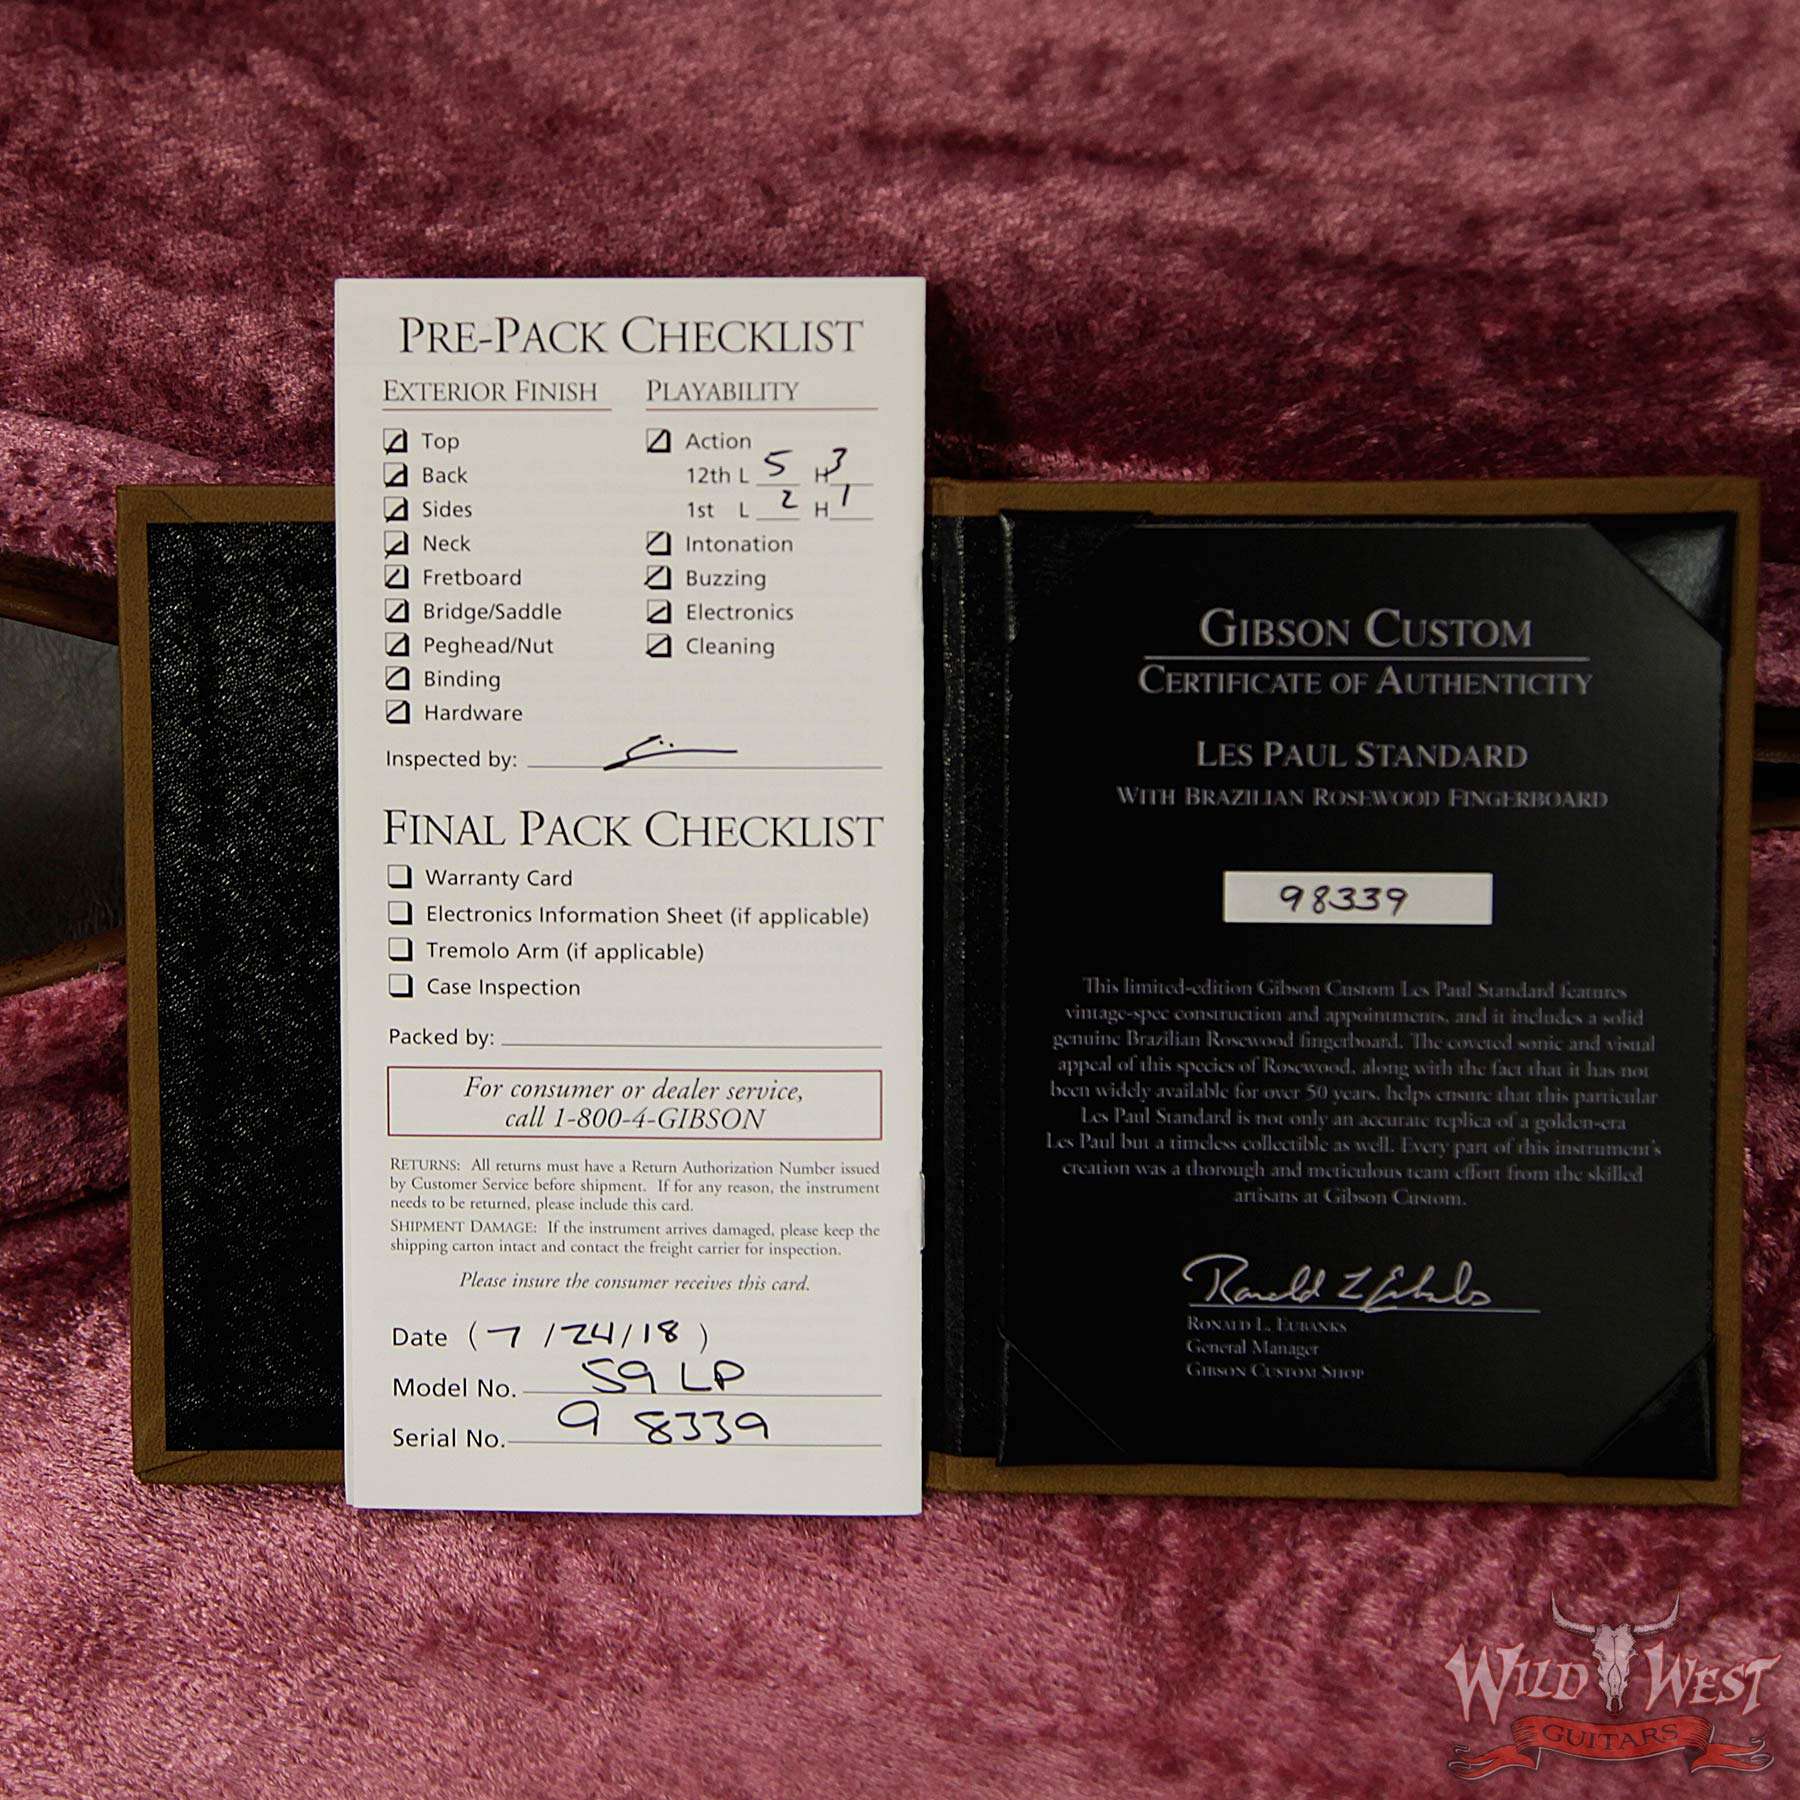 PRE-PACK CHECKLIST
EXTERIOR FINISH
Top
Back
Sides
Neck
Fretboard
Bridge/Saddle
Peghead/Nut
Binding
Hardware
PLAYABILITY
Action
12th L 5 H 3
1st L 2 H 1
Intonation
Buzzing
Electronics
Cleaning
Inspected by:
FINAL PACK CHECKLIST
Warranty Card
Electronics Information Sheet (if applicable)
Tremolo Arm (if applicable)
Case Inspection
Packed by:
For consumer or dealer service,
call 1-800-4-GIBSON
RETURNS: All returns must have a Return Authorization Number issued
by Customer Service before shipment. If for any reason, the instrument
needs to be returned, please include this card.
SHIPMENT DAMAGE: If the instrument arrives damaged, please keep the
shipping carton intact and contact the freight carrier for inspection.
Please insure the consumer receives this card.
Date (7/24/18)
Model No. 59 LP
Serial No. 9 8339
GIBSON CUSTOM
CERTIFICATE OF AUTHENTICITY
LES PAUL STANDARD
WITH BRAZILIAN ROSEWOOD FINGERBOARD
98339
This limited-edition Gibson Custom Les Paul Standard features
vintage-spec construction and appointments, and it includes a solid
genuine Brazilian Rosewood fingerboard. The coveted sonic and visual
appeal of this species of Rosewood, along with the fact that it has not
been widely available for over 50 years, helps ensure that this particular
Les Paul Standard is not only an accurate replica of a golden-era
Les Paul but a timeless collectible as well. Every part of this instrument's
creation was a thorough and meticulous team effort from the skilled
artisans at Gibson Custom.
Ronald L Eubanks
RONALD L. EUBANKS
General Manager
GIBSON CUSTOM SHOP
WILD WEST
GUITARS